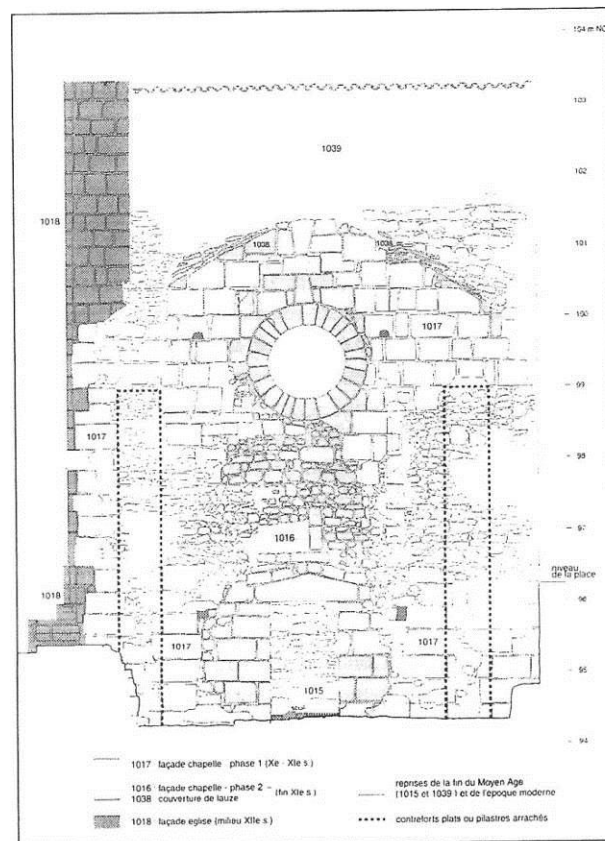 104 m NG
103
1039
102
1018
1038
1038
101
100
1017
99
1017
98
97
1016
niveau
de la place
1018
96
1017
1017
95
1015
94
1017 façade chapelle - phase 1 (Xe - XIe s.)
1016 façade chapelle - phase 2 – (fin XIe s.)
1038 couverture de lauze
1018 façade eglise (milieu XIIe s.)
reprises de la fin du Moyen Age
(1015 et 1039) et de l'epoque moderne
contreforts plats ou pilastres arrachés